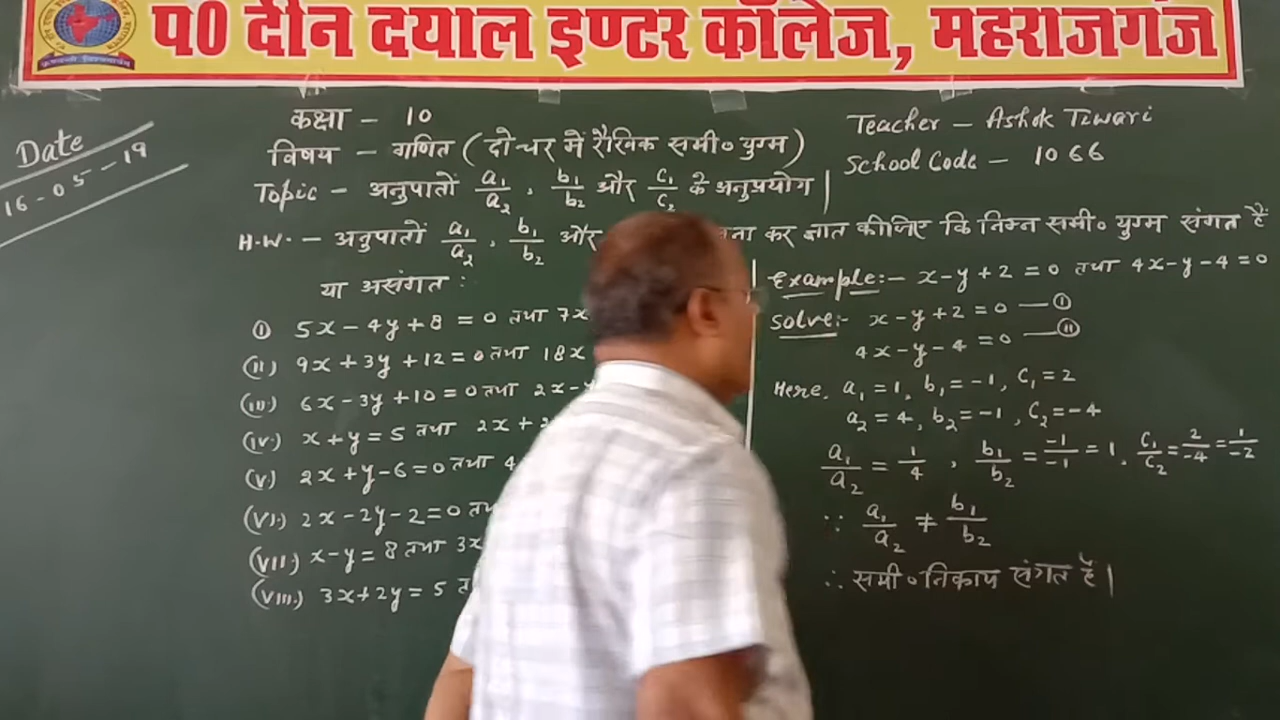 प0 दीन दयाल इण्टर कॉलेज, महराजगंज
Date
16-05-19
कक्षा - 10
विषय - गणित (दो चर में रैखिक समी० युग्म)
Topic - अनुपातों a₁/a₂, b₁/b₂ और c₁/c₂ के अनुप्रयोग|
Teacher - Ashok Tiwari
School Code - 1066
H.W. - अनुपातों a₁/a₂, b₁/b₂ और कर ज्ञात कीजिए कि निम्न समी० युग्म संगत हैं
या असंगत :
(i) 5x - 4y + 8 = 0 तथा 7x
(ii) 9x + 3y + 12 = 0 तथा 18x
(iii) 6x - 3y + 10 = 0 तथा 2x -
(iv) x + y = 5 तथा 2x +
(v) 2x + y - 6 = 0 तथा 4
(vi) 2x - 2y - 2 = 0
(vii) x - y = 8 तथा 3x
(viii) 3x + 2y = 5
Example:- x - y + 2 = 0 तथा 4x - y - 4 = 0
Solve:- x - y + 2 = 0 — (i)
4x - y - 4 = 0 — (ii)
Here, a₁ = 1, b₁ = -1, c₁ = 2
a₂ = 4, b₂ = -1, c₂ = -4
a₁/a₂ = 1/4, b₁/b₂ = -1/-1 = 1, c₁/c₂ = 2/-4 = 1/-2
∵ a₁/a₂ ≠ b₁/b₂
∴ समी० निकाय संगत है|